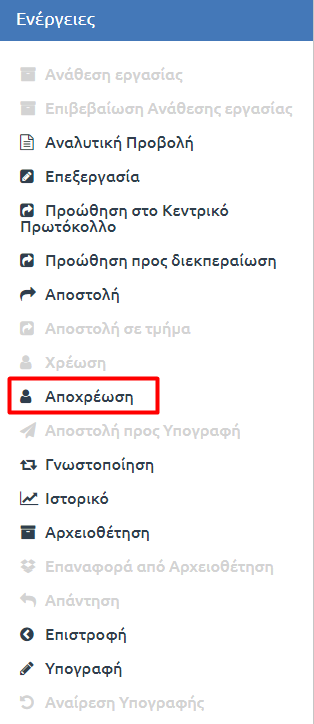 Ενέργειες
Ανάθεση εργασίας
Επιβεβαίωση Ανάθεσης εργασίας
Αναλυτική Προβολή
Επεξεργασία
Προώθηση στο Κεντρικό
Πρωτόκολλο
Προώθηση προς διεκπεραίωση
Αποστολή
Αποστολή σε τμήμα
Χρέωση
Αποχρέωση
Αποστολή προς Υπογραφή
Γνωστοποίηση
Ιστορικό
Αρχειοθέτηση
Επαναφορά από Αρχειοθέτηση
Απάντηση
Επιστροφή
Υπογραφή
Αναίρεση Υπογραφής